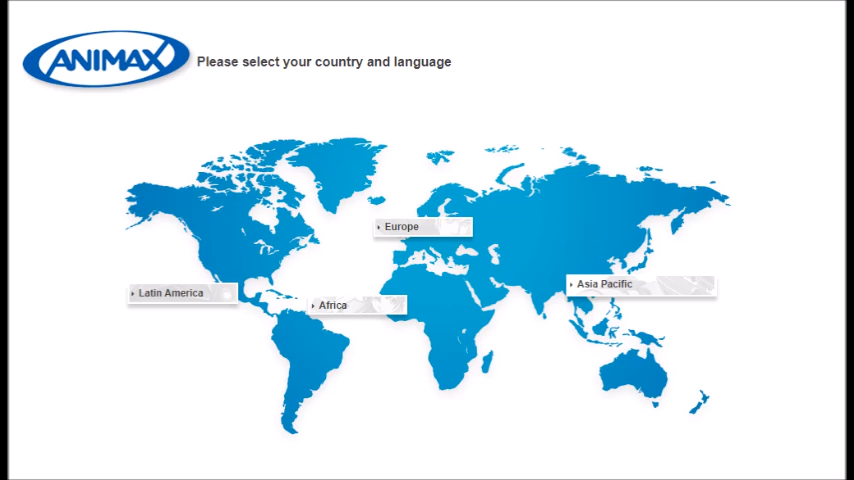 ANIMAX
Please select your country and language
Europe
Asia Pacific
Latin America
Africa